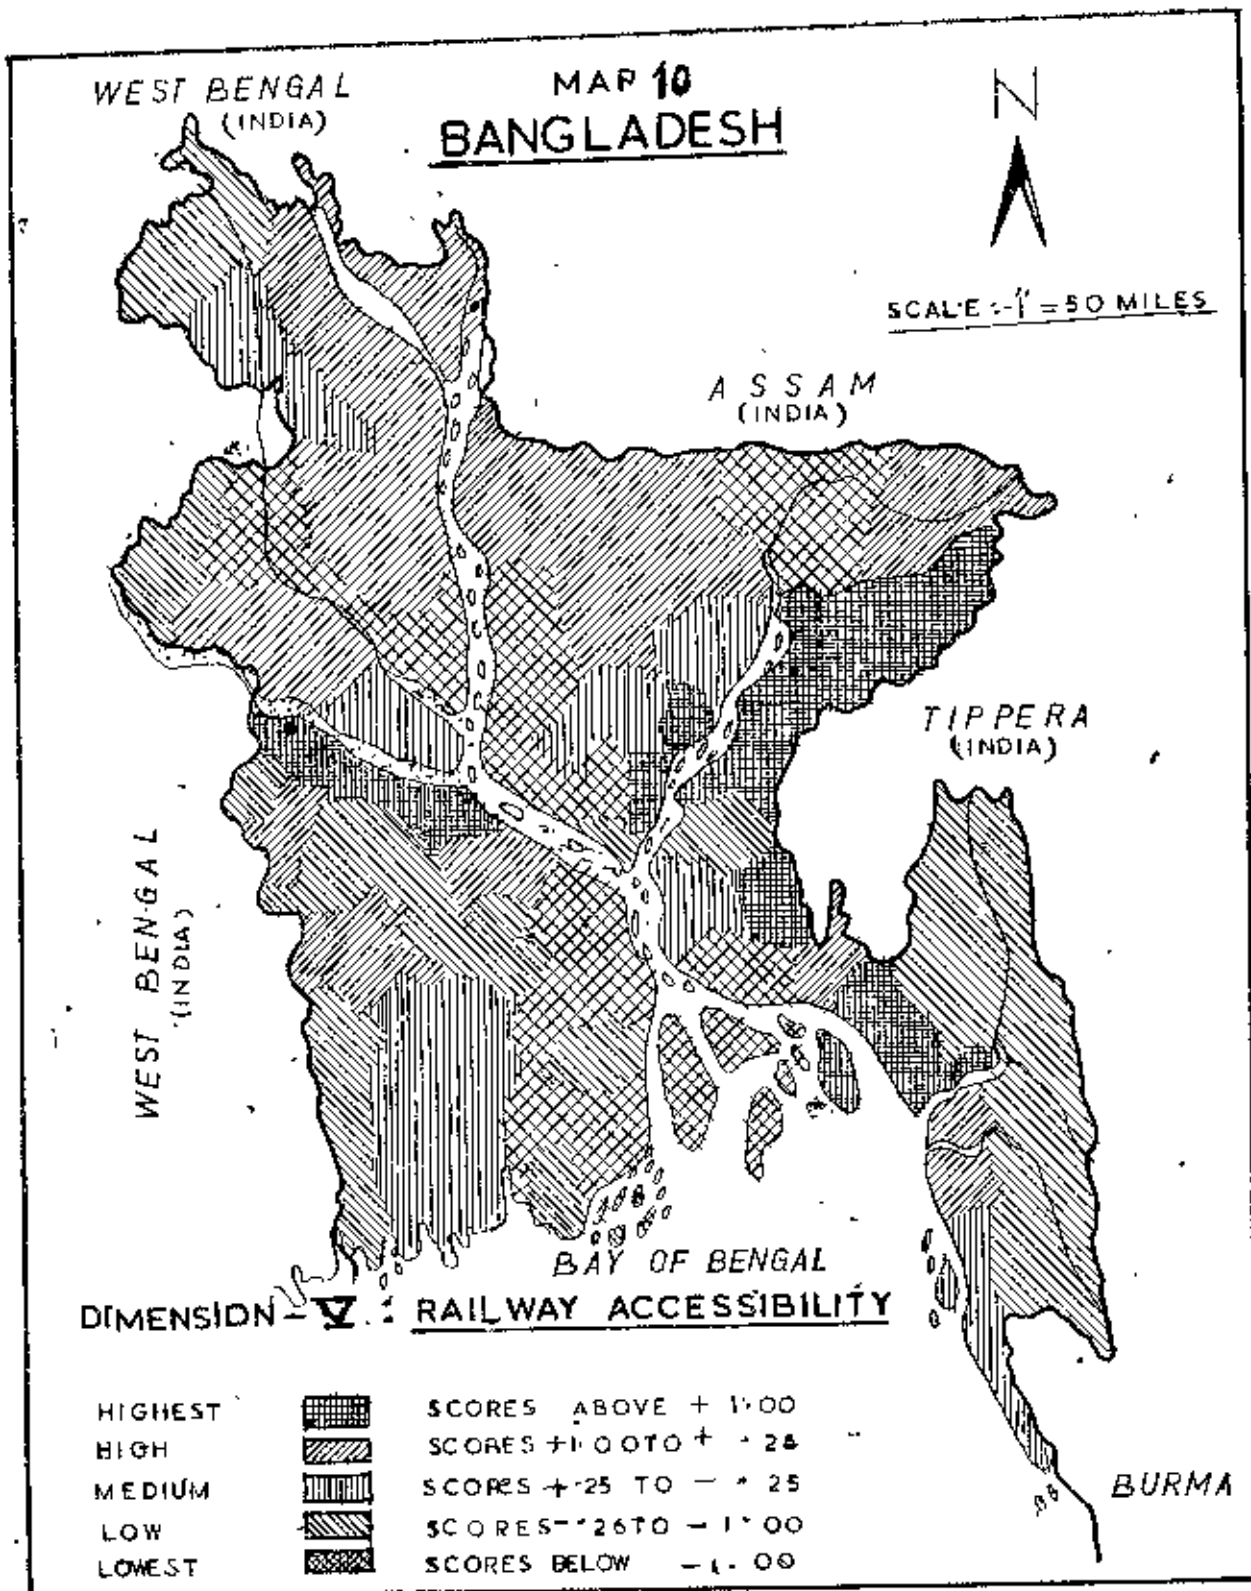 MAP 10
BANGLADESH
WEST BENGAL
(INDIA)
N
SCALE :- 1" = 50 MILES
ASSAM
(INDIA)
TIPPERA
(INDIA)
WEST BENGAL
(INDIA)
BAY OF BENGAL
BURMA
DIMENSION - V : RAILWAY ACCESSIBILITY
HIGHEST SCORES ABOVE + 1.00
HIGH SCORES +1.00 TO + .26
MEDIUM SCORES + .25 TO - .25
LOW SCORES - .26 TO - 1.00
LOWEST SCORES BELOW - 1.00